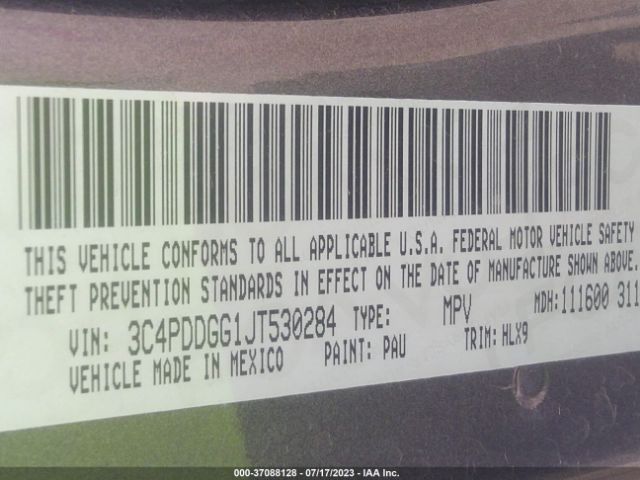 THIS VEHICLE CONFORMS TO ALL APPLICABLE U.S.A. FEDERAL MOTOR VEHICLE SAFETY
THEFT PREVENTION STANDARDS IN EFFECT ON THE DATE OF MANUFACTURE SHOWN ABOVE.
VIN: 3C4PDDGG1JT530284 TYPE: MPV MDH:111600 311
VEHICLE MADE IN MEXICO PAINT: PAU TRIM: HLX9
000-37088128 - 07/17/2023 - IAA Inc.